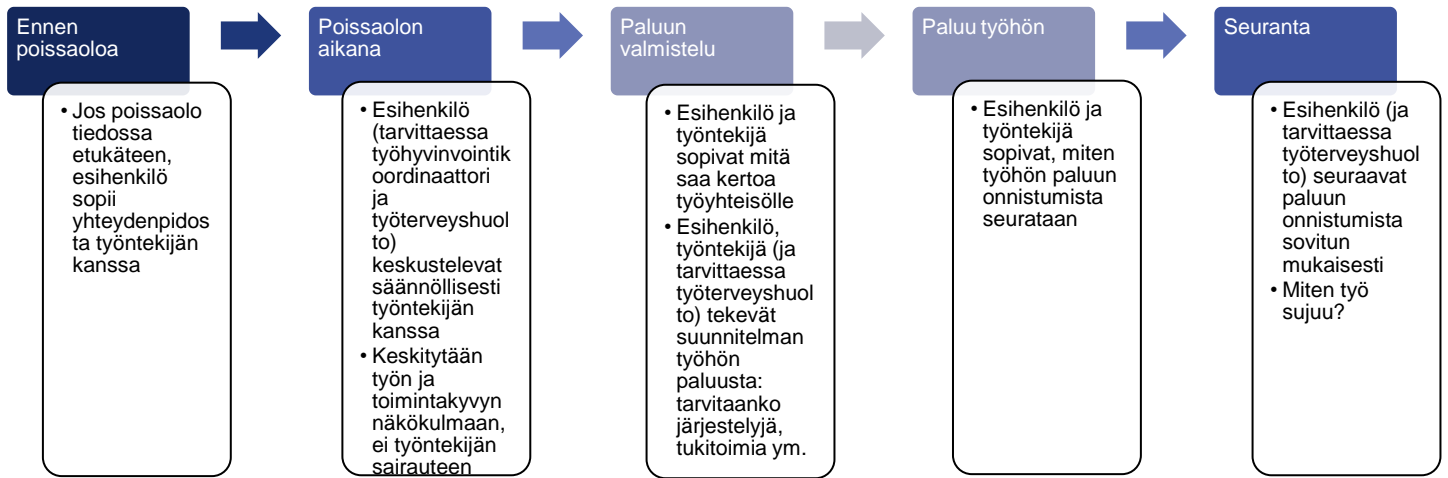 Ennen
poissaoloa
• Jos poissaolo
tiedossa
etukäteen,
esihenkilö
sopii
yhteydenpidos
ta työntekijän
kanssa
Poissaolon
aikana
• Esihenkilö
(tarvittaessa
työhyvinvointik
oordinaattori
ja
työterveyshuol
to)
keskustelevat
säännöllisesti
työntekijän
kanssa
• Keskitytään
työn ja
toimintakyvyn
näkökulmaan,
ei työntekijän
sairauteen
Paluun
valmistelu
• Esihenkilö ja
työntekijä
sopivat mitä
saa kertoa
työyhteisölle
• Esihenkilö,
työntekijä (ja
tarvittaessa
työterveyshuol
to) tekevät
suunnitelman
työhön
paluusta:
tarvitaanko
järjestelyjä,
tukitoimia ym.
Paluu työhön
• Esihenkilö ja
työntekijä
sopivat, miten
työhön paluun
onnistumista
seurataan
Seuranta
• Esihenkilö (ja
tarvittaessa
työterveyshuol
to) seuraavat
paluun
onnistumista
sovitun
mukaisesti
• Miten työ
sujuu?